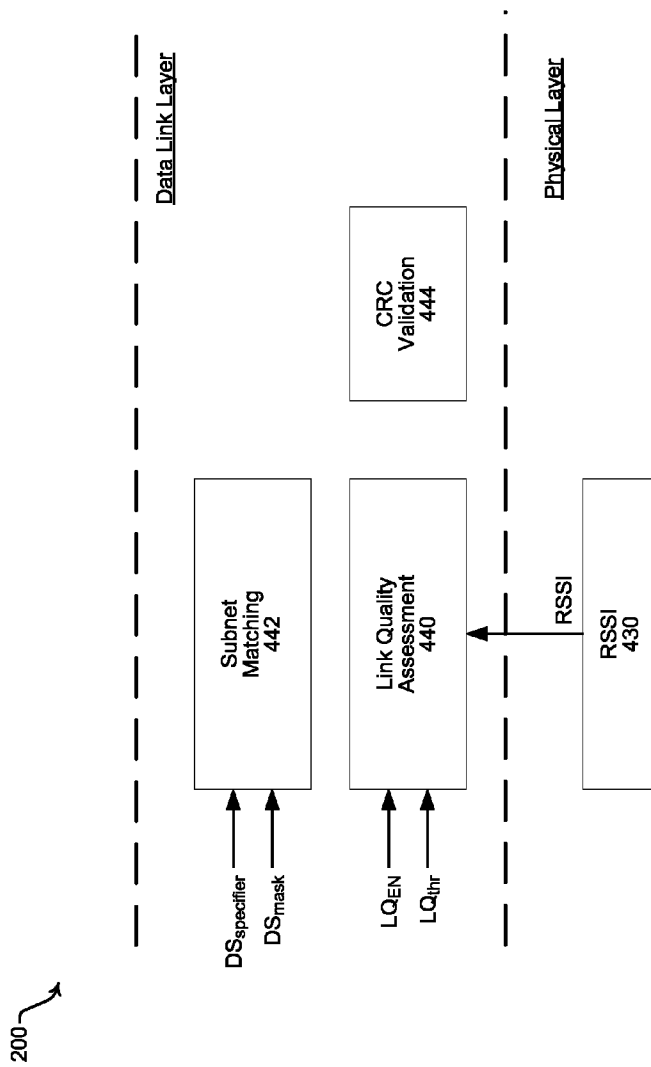 200
Data Link Layer
DSspecifier
DSmask
Subnet
Matching
442
LQEN
LQthr
Link Quality
Assessment
440
CRC
Validation
444
Physical Layer
RSSI
RSSI
430